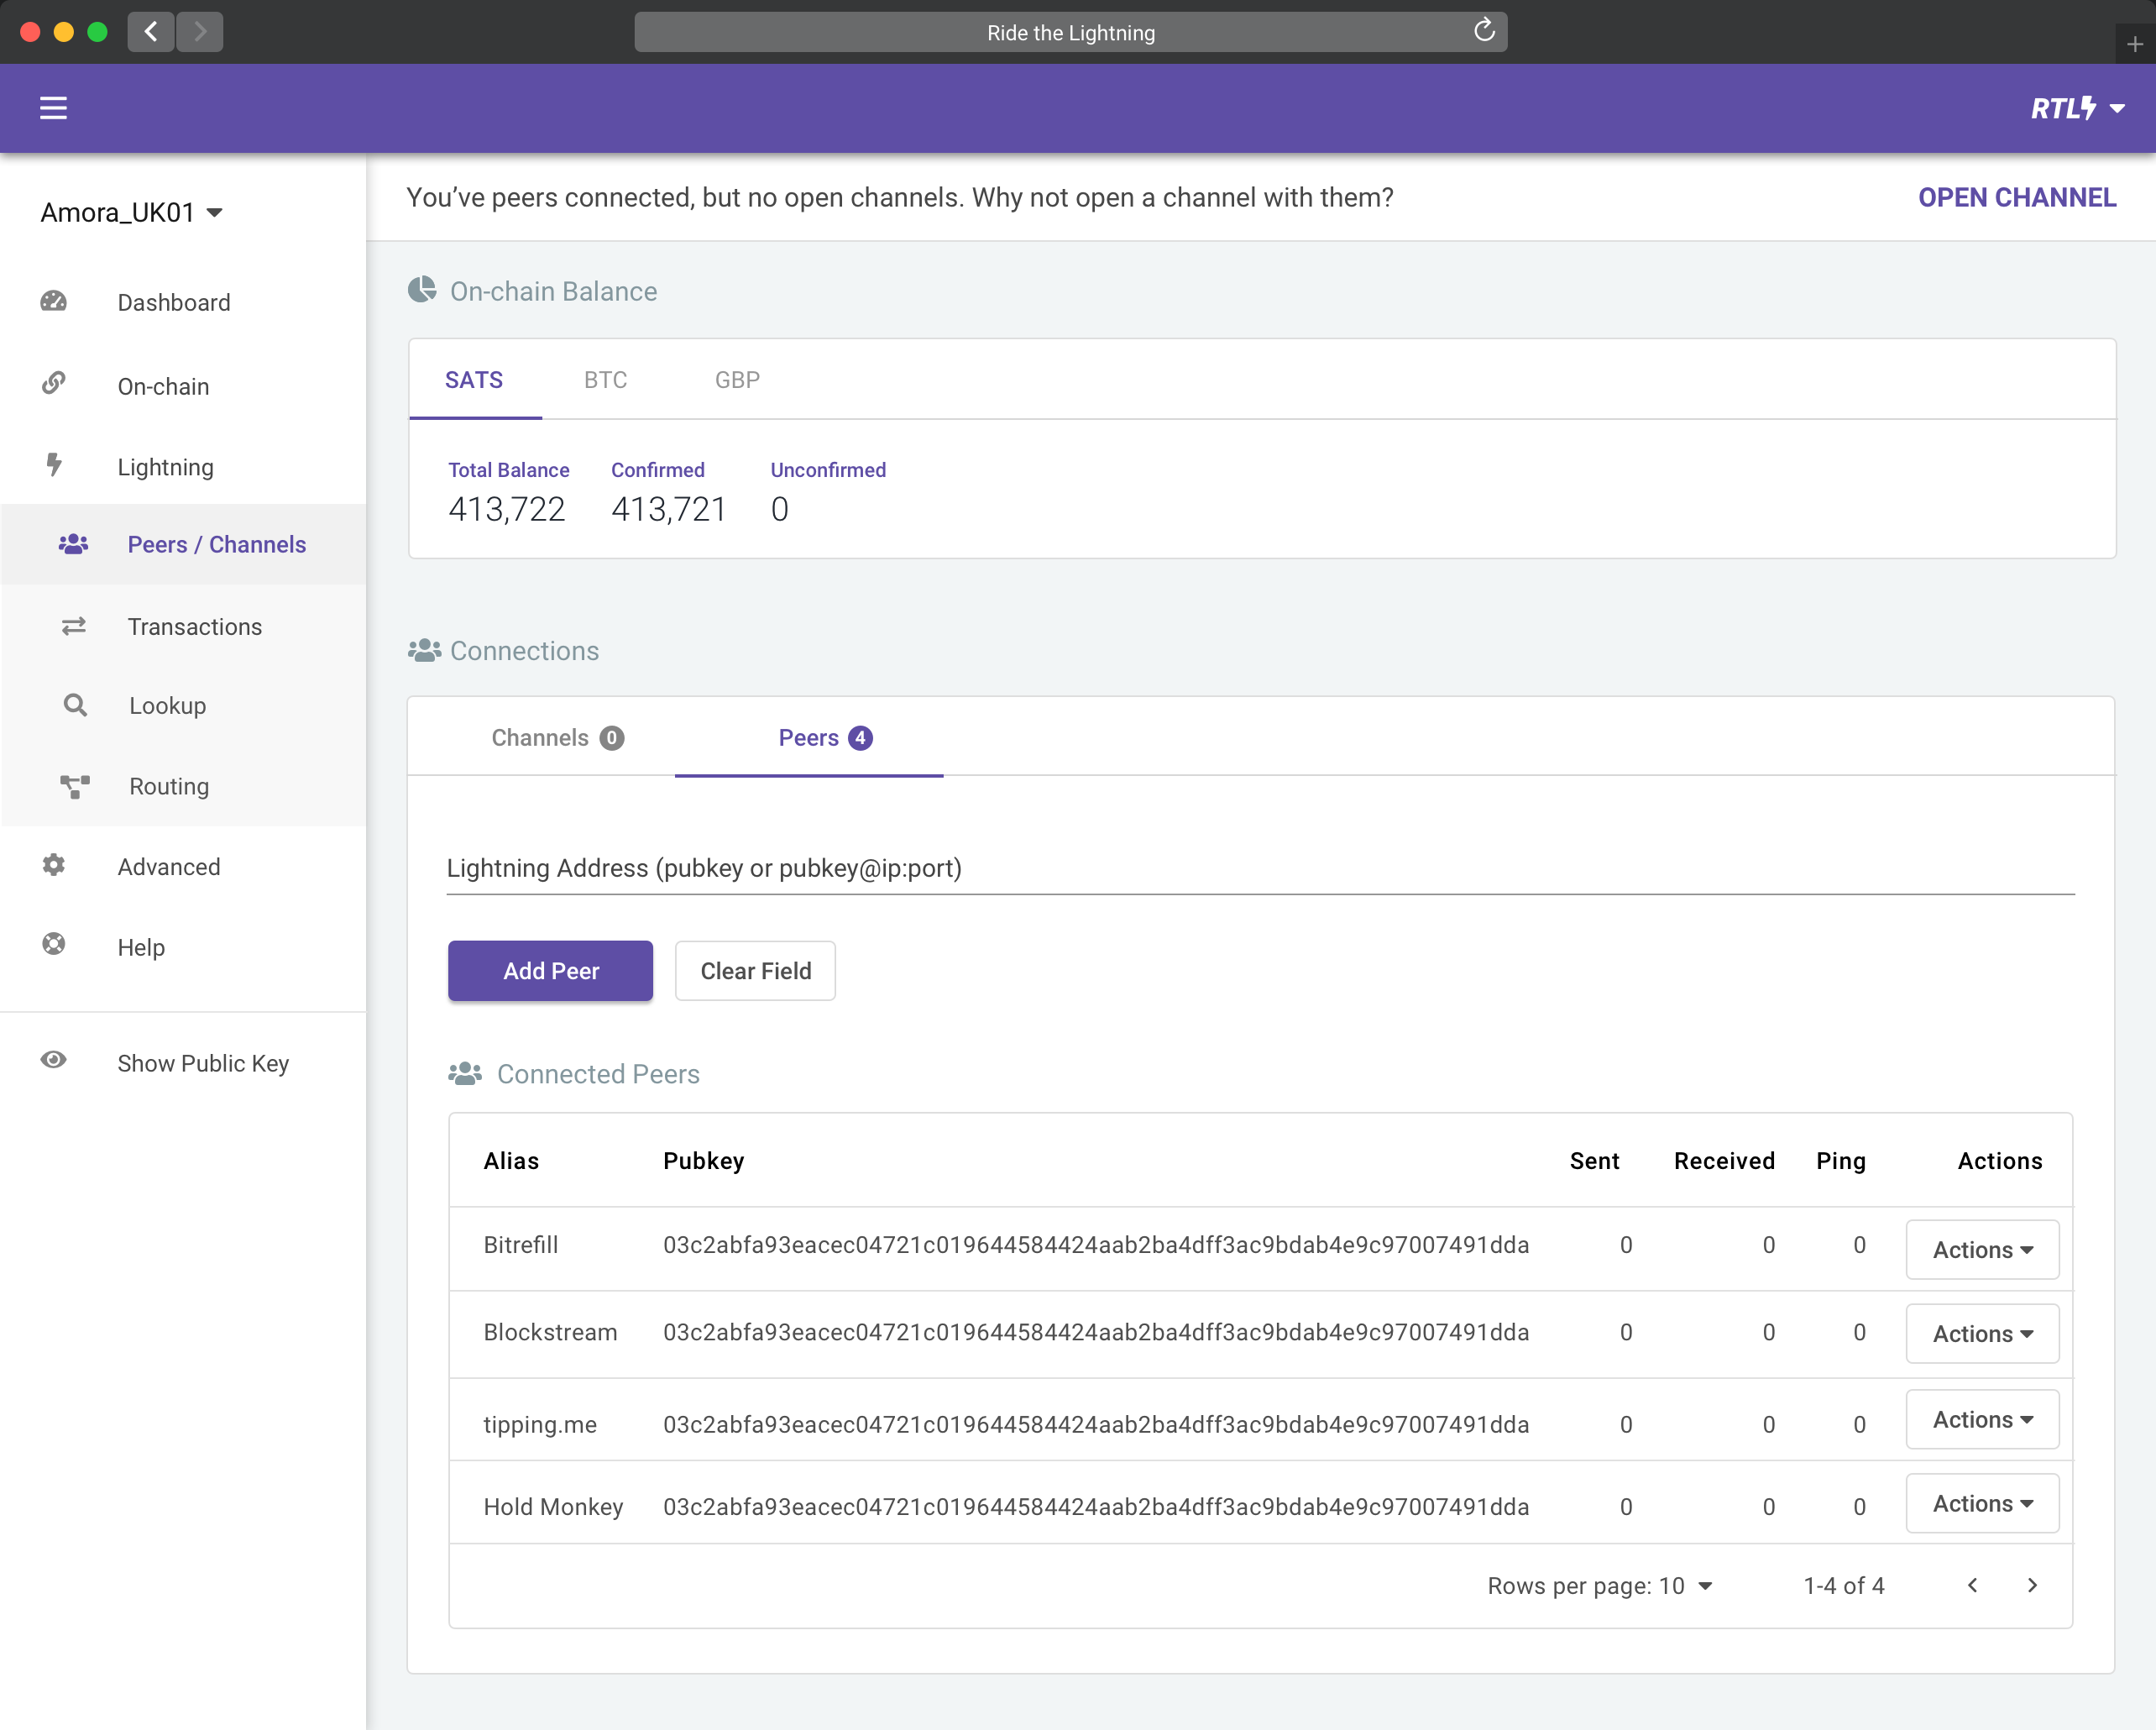 Ride the Lightning
RTL
Amora_UK01
Dashboard
On-chain
Lightning
Peers / Channels
Transactions
Lookup
Routing
Advanced
Help
Show Public Key
You’ve peers connected, but no open channels. Why not open a channel with them?
OPEN CHANNEL
On-chain Balance
SATS BTC GBP
Total Balance Confirmed Unconfirmed
413,722 413,721 0
Connections
Channels 0 Peers 4
Lightning Address (pubkey or pubkey@ip:port)
Add Peer Clear Field
Connected Peers
Alias Pubkey Sent Received Ping Actions
Bitrefill 03c2abfa93eacec04721c019644584424aab2ba4dff3ac9bdab4e9c97007491dda 0 0 0 Actions
Blockstream 03c2abfa93eacec04721c019644584424aab2ba4dff3ac9bdab4e9c97007491dda 0 0 0 Actions
tipping.me 03c2abfa93eacec04721c019644584424aab2ba4dff3ac9bdab4e9c97007491dda 0 0 0 Actions
Hold Monkey 03c2abfa93eacec04721c019644584424aab2ba4dff3ac9bdab4e9c97007491dda 0 0 0 Actions
Rows per page: 10 1-4 of 4